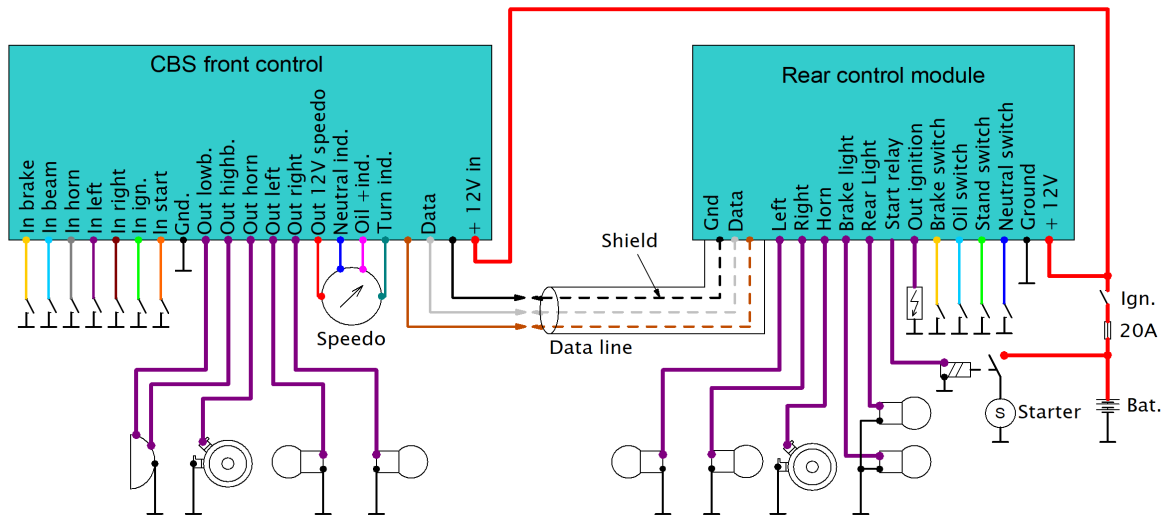 CBS front control
Rear control module
In brake
In beam
In horn
In left
In right
In ign.
In start
Gnd.
Out lowb.
Out highb.
Out horn
Out left
Out right
Out 12V speedo
Neutral ind.
Oil +ind.
Turn ind.
Data
+ 12V in
Gnd
Data
Left
Right
Horn
Brake light
Rear Light
Start relay
Out ignition
Brake switch
Oil switch
Stand switch
Neutral switch
Ground
+ 12V
Shield
Speedo
Data line
Ign.
20A
S
Starter
Bat.